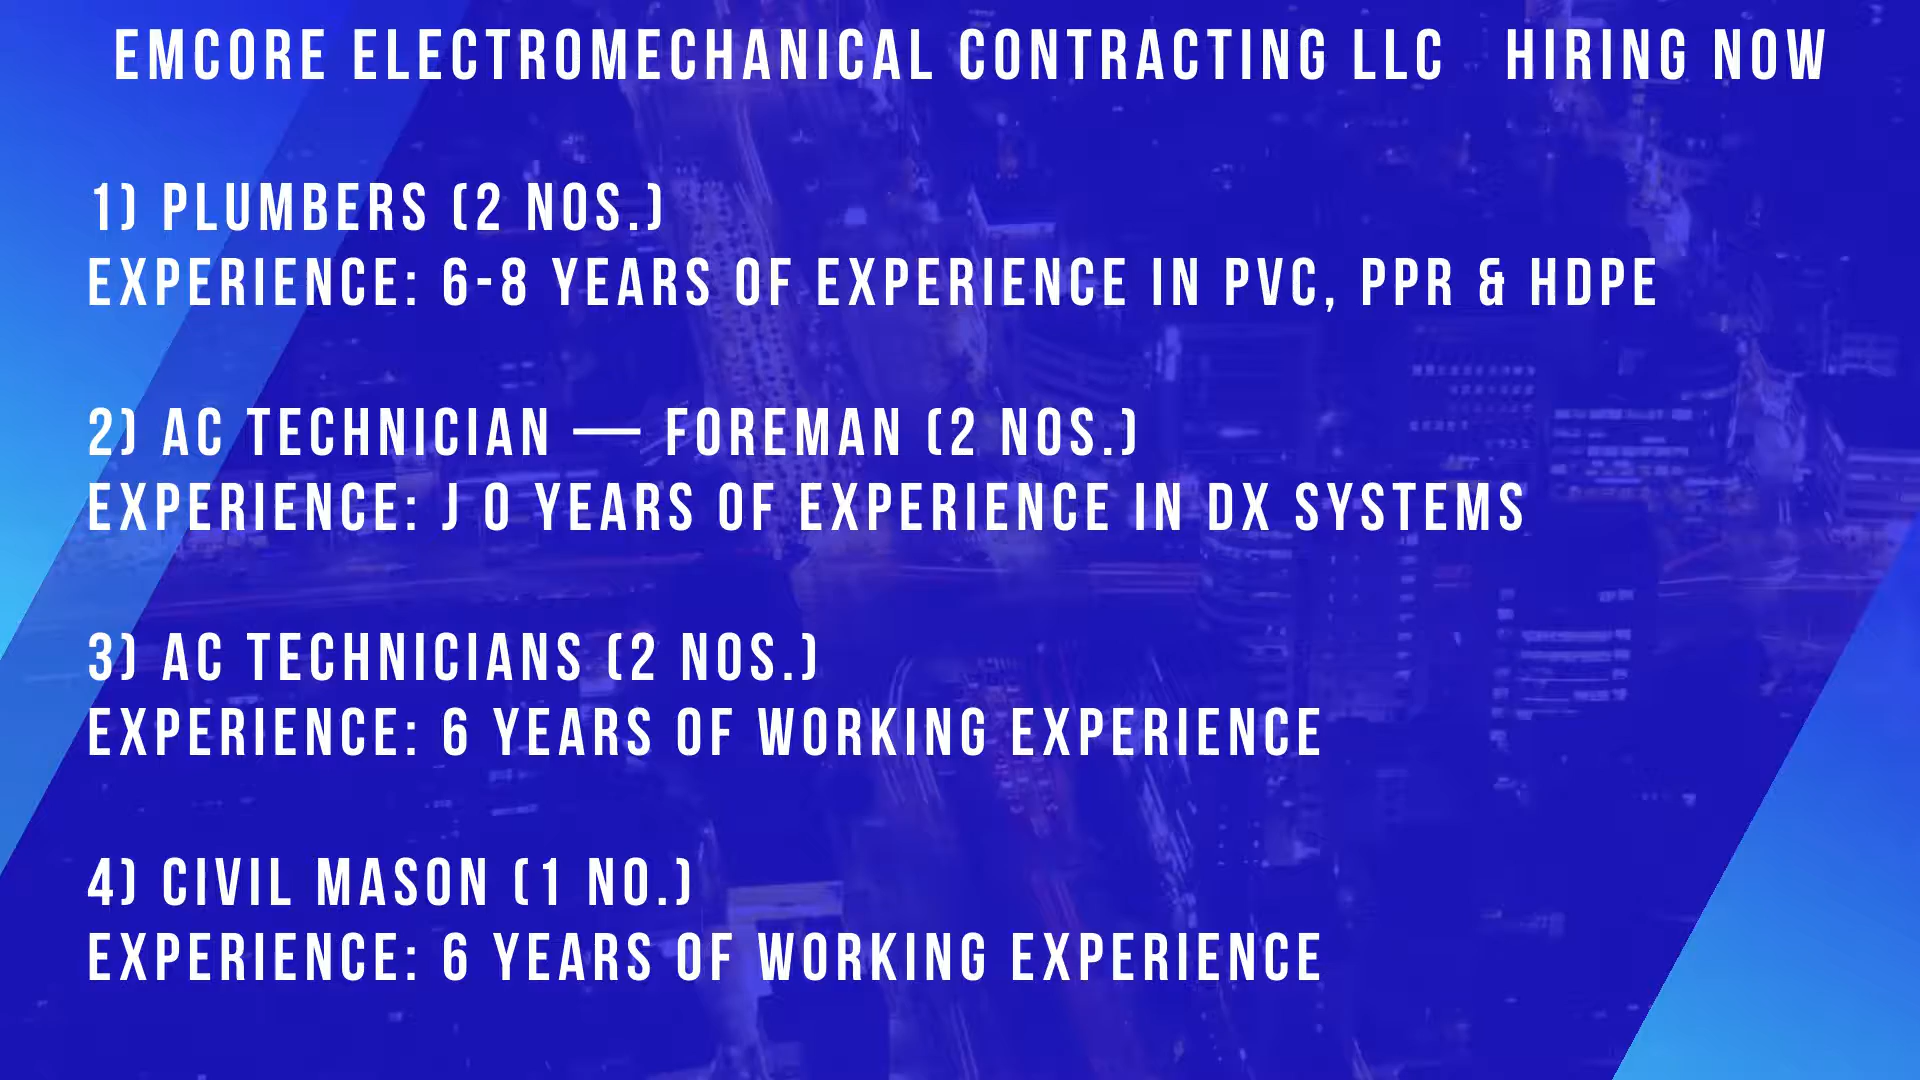 EMCORE ELECTROMECHANICAL CONTRACTING LLC HIRING NOW
1) PLUMBERS (2 NOS.)
EXPERIENCE: 6-8 YEARS OF EXPERIENCE IN PVC, PPR & HDPE
2) AC TECHNICIAN — FOREMAN (2 NOS.)
EXPERIENCE: J O YEARS OF EXPERIENCE IN DX SYSTEMS
3) AC TECHNICIANS (2 NOS.)
EXPERIENCE: 6 YEARS OF WORKING EXPERIENCE
4) CIVIL MASON (1 NO.)
EXPERIENCE: 6 YEARS OF WORKING EXPERIENCE